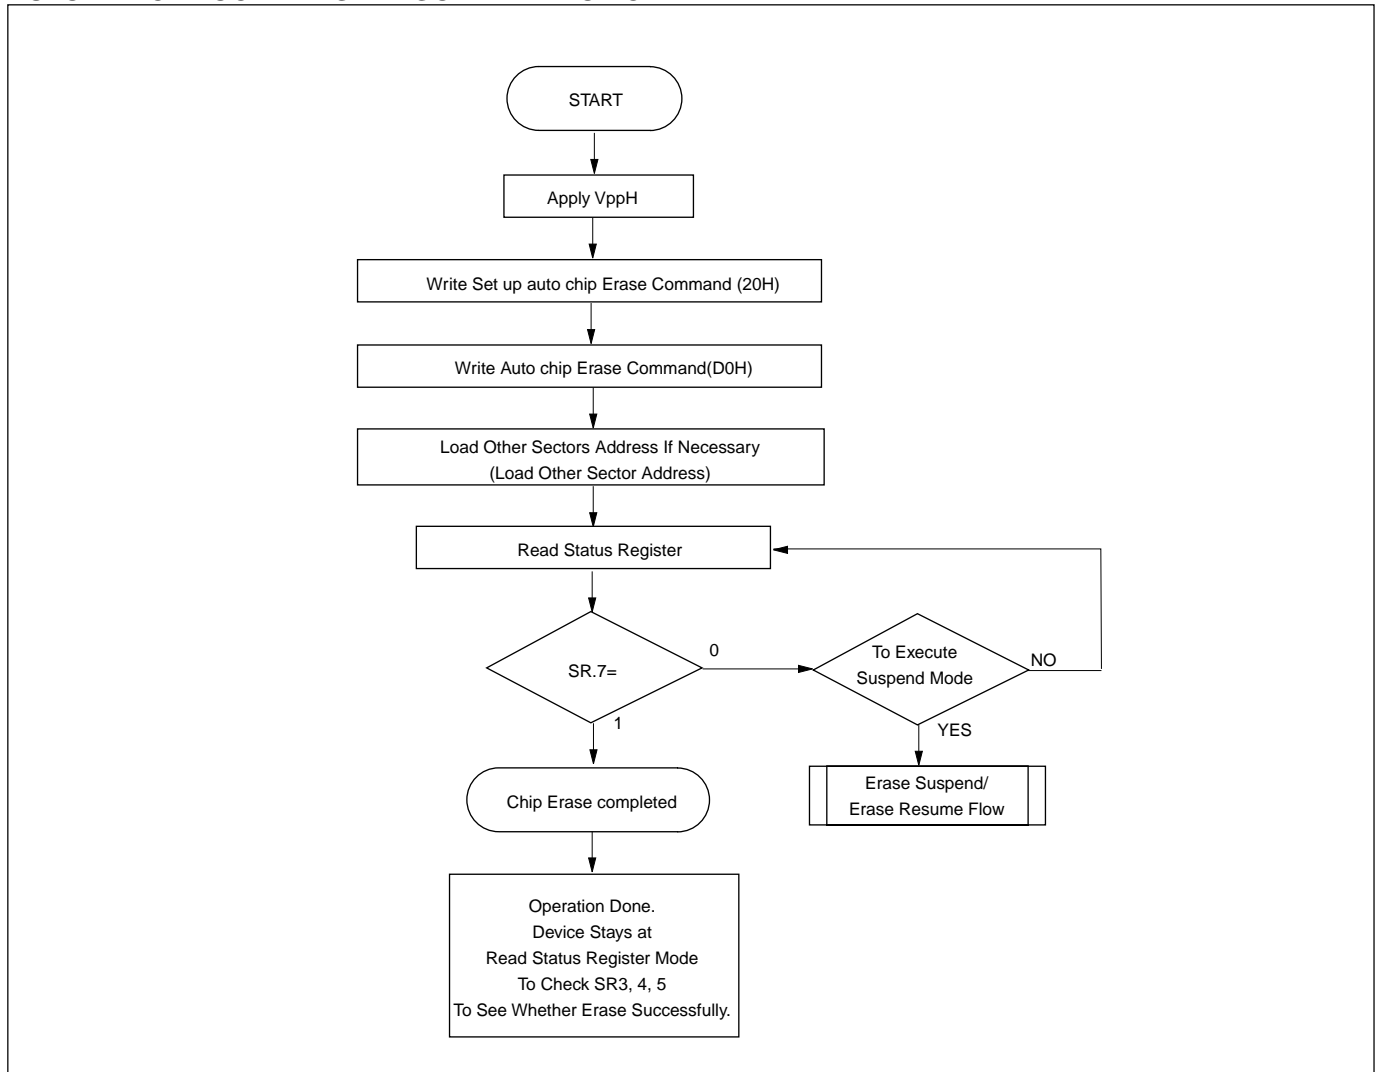 START
Apply VppH
Write Set up auto chip Erase Command (20H)
Write Auto chip Erase Command(D0H)
Load Other Sectors Address If Necessary
(Load Other Sector Address)
Read Status Register
SR.7=
0
To Execute
Suspend Mode
NO
1
YES
Chip Erase completed
Erase Suspend/
Erase Resume Flow
Operation Done.
Device Stays at
Read Status Register Mode
To Check SR3, 4, 5
To See Whether Erase Successfully.